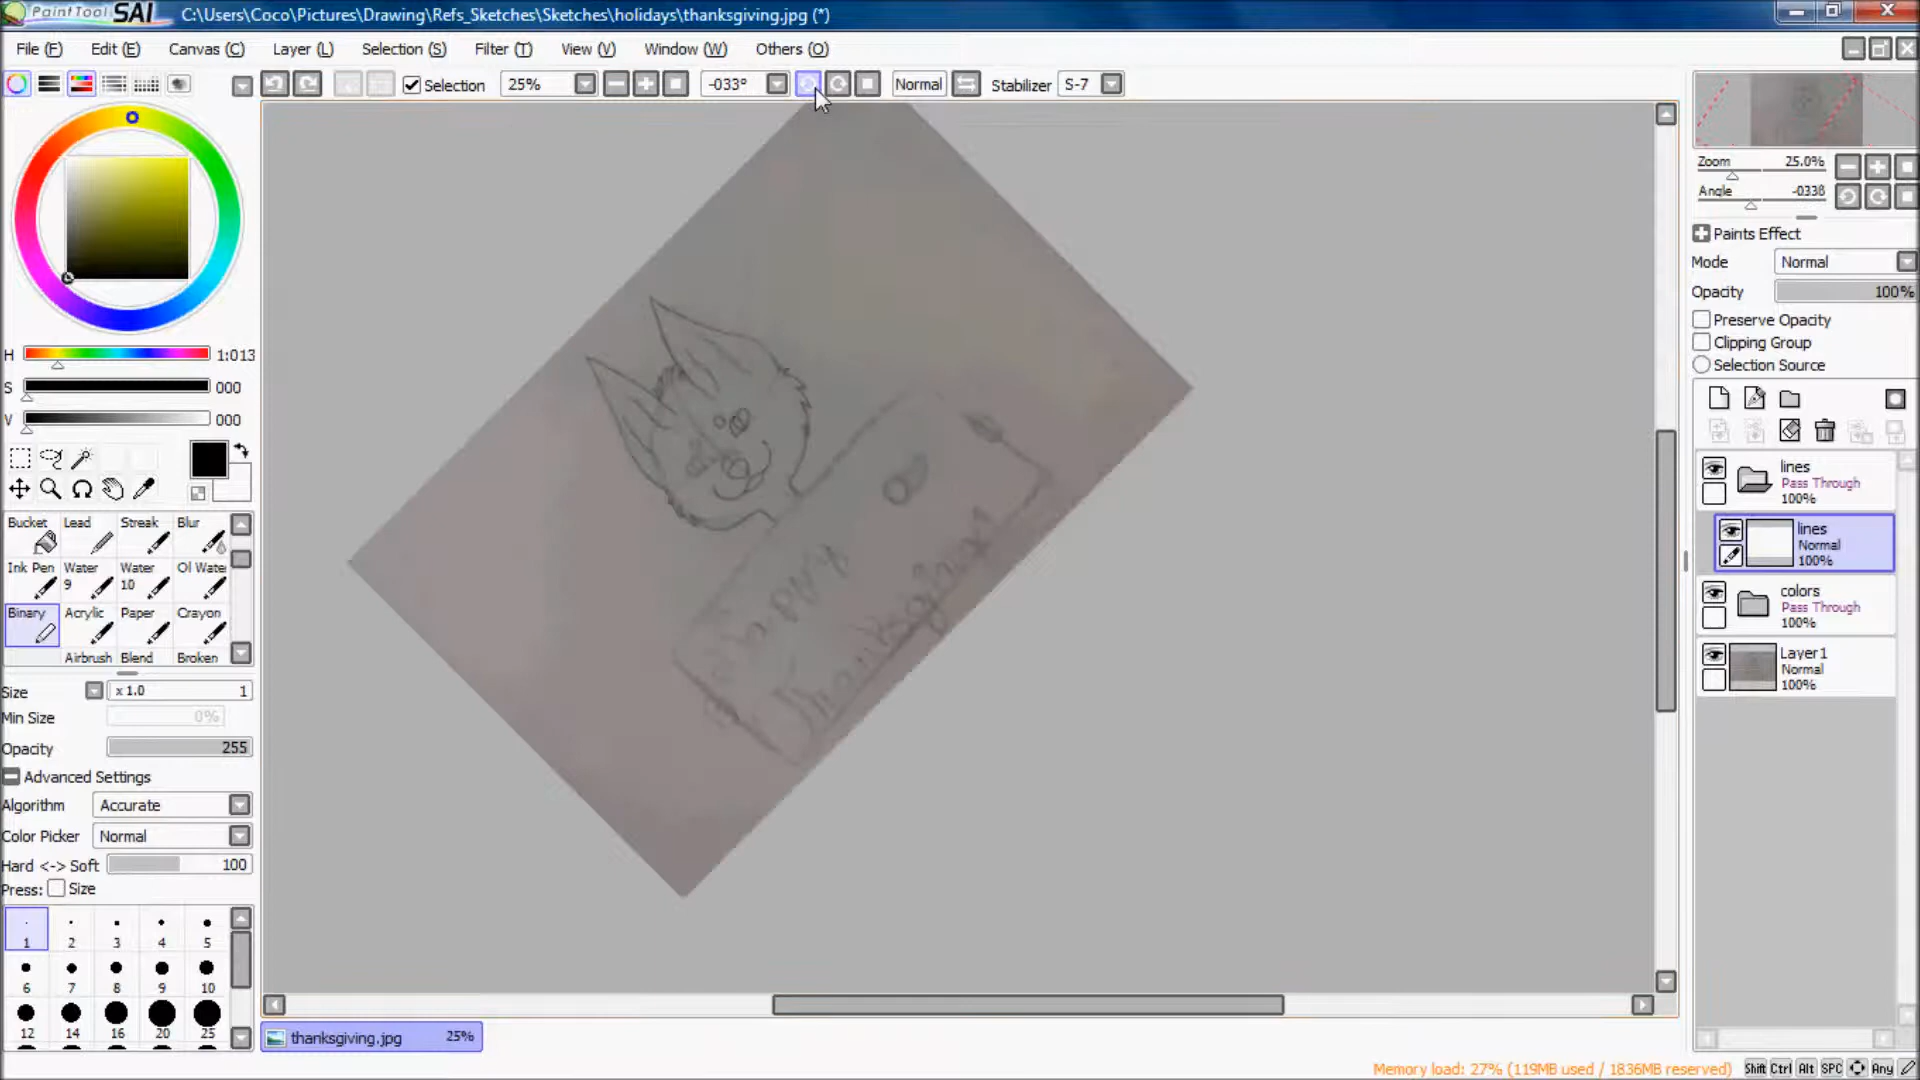 PaintTool SAI C:\Users\Coco\Pictures\Drawing\Refs_Sketches\Sketches\holidays\thanksgiving.jpg (*)
File (F) Edit (E) Canvas (C) Layer (L) Selection (S) Filter (T) View (V) Window (W) Others (O)
Selection 25% -033° Normal Stabilizer S-7
H 1:013
S 000
V 000
Bucket Lead Streak Blur
Ink Pen Water 9 Water 10 Ol Wate
Binary Acrylic Paper Crayon
Airbrush Blend Broken
Size x 1.0 1
Min Size 0%
Opacity 255
Advanced Settings
Algorithm Accurate
Color Picker Normal
Hard <-> Soft 100
Press: Size
1 2 3 4 5
6 7 8 9 10
12 14 16 20 25
Happy
Thanksgiving!
thanksgiving.jpg 25%
Zoom 25.0%
Angle -0338
Paints Effect
Mode Normal
Opacity 100%
Preserve Opacity
Clipping Group
Selection Source
lines
Pass Through
100%
lines
Normal
100%
colors
Pass Through
100%
Layer1
Normal
100%
Memory load: 27% (119MB used / 1836MB reserved) Shift Ctrl Alt SPC Any